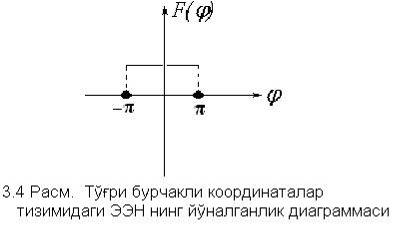 F(φ)
-π π φ
3.4 Расм. Тўғри бурчакли координаталар
тизимидаги ЭЭН нинг йўналганлик диаграммаси